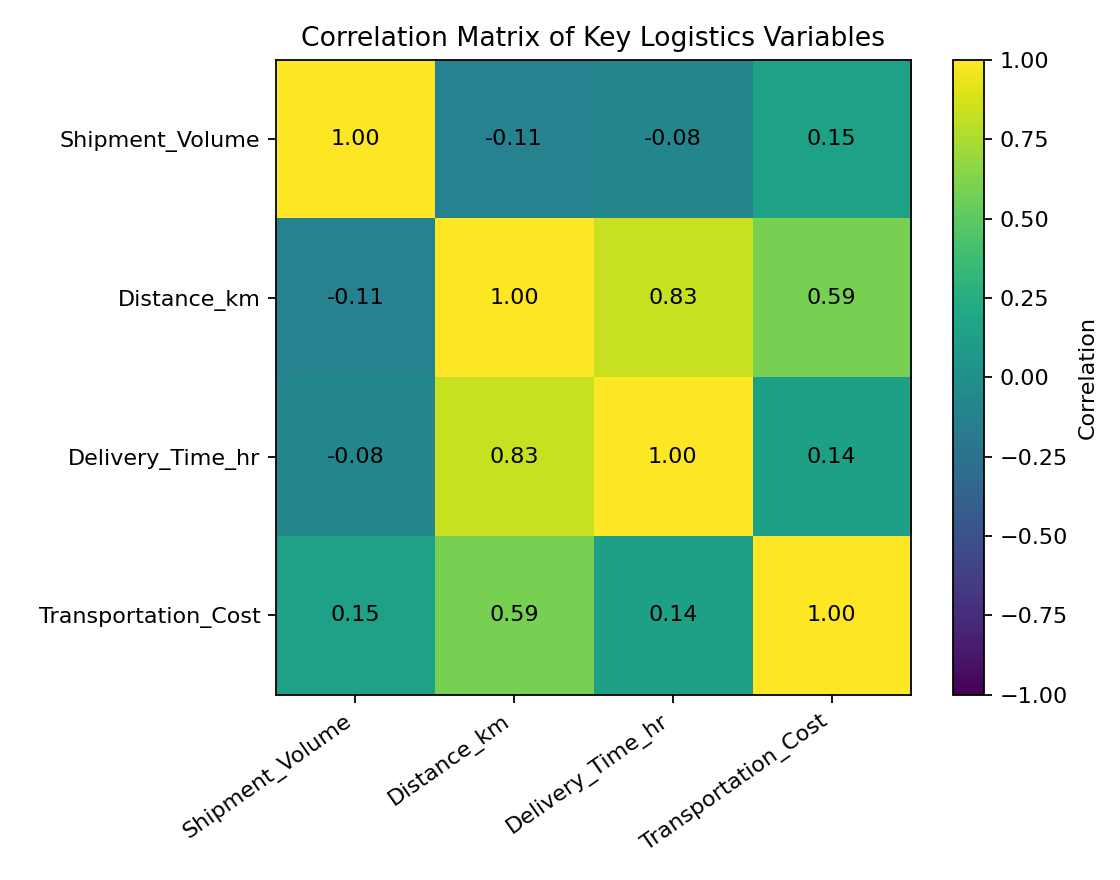 Correlation Matrix of Key Logistics Variables
Shipment_Volume 1.00 -0.11 -0.08 0.15
Distance_km -0.11 1.00 0.83 0.59
Delivery_Time_hr -0.08 0.83 1.00 0.14
Transportation_Cost 0.15 0.59 0.14 1.00
Shipment_Volume
Distance_km
Delivery_Time_hr
Transportation_Cost
1.00
0.75
0.50
0.25
0.00
−0.25
−0.50
−0.75
−1.00
Correlation